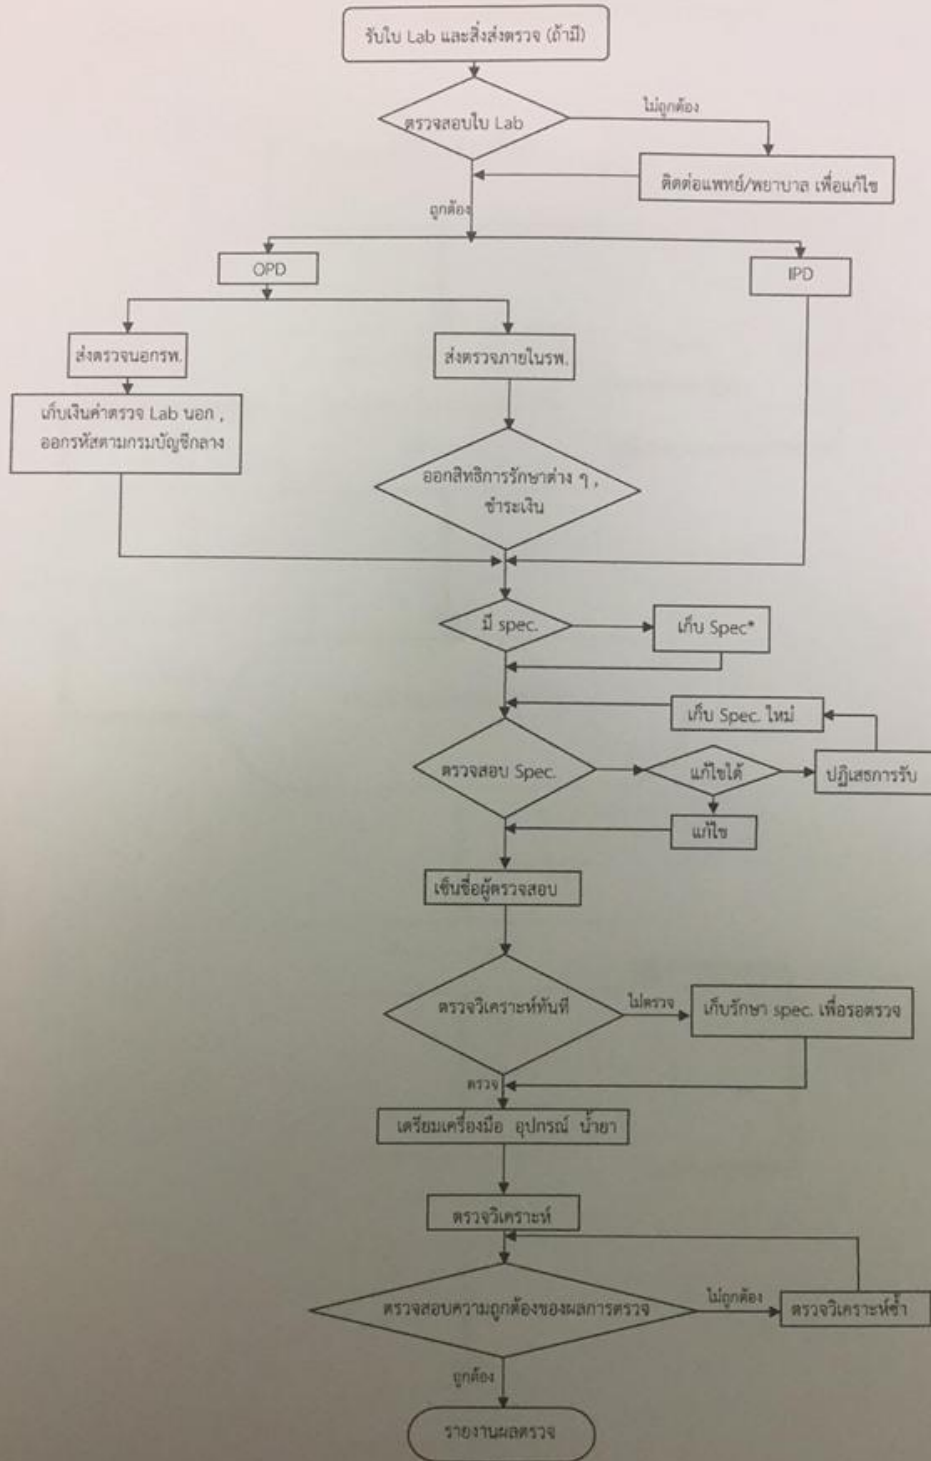 รับใบ Lab และสิ่งส่งตรวจ (ถ้ามี)
ไม่ถูกต้อง
ตรวจสอบใบ Lab
ติดต่อแพทย์/พยาบาล เพื่อแก้ไข
ถูกต้อง
OPD
IPD
ส่งตรวจนอกรพ.
ส่งตรวจภายในรพ.
เก็บเงินค่าตรวจ Lab นอก ,
ออกรหัสตามกรมบัญชีกลาง
ออกสิทธิการรักษาต่าง ๆ ,
ชำระเงิน
มี spec.
เก็บ Spec*
เก็บ Spec. ใหม่
ตรวจสอบ Spec.
แก้ไขได้
ปฏิเสธการรับ
แก้ไข
เซ็นชื่อผู้ตรวจสอบ
ตรวจวิเคราะห์ทันที
ไม่ตรวจ
เก็บรักษา spec. เพื่อรอตรวจ
ตรวจ
เตรียมเครื่องมือ อุปกรณ์ น้ำยา
ตรวจวิเคราะห์
ตรวจสอบความถูกต้องของผลการตรวจ
ไม่ถูกต้อง
ตรวจวิเคราะห์ซ้ำ
ถูกต้อง
รายงานผลตรวจ